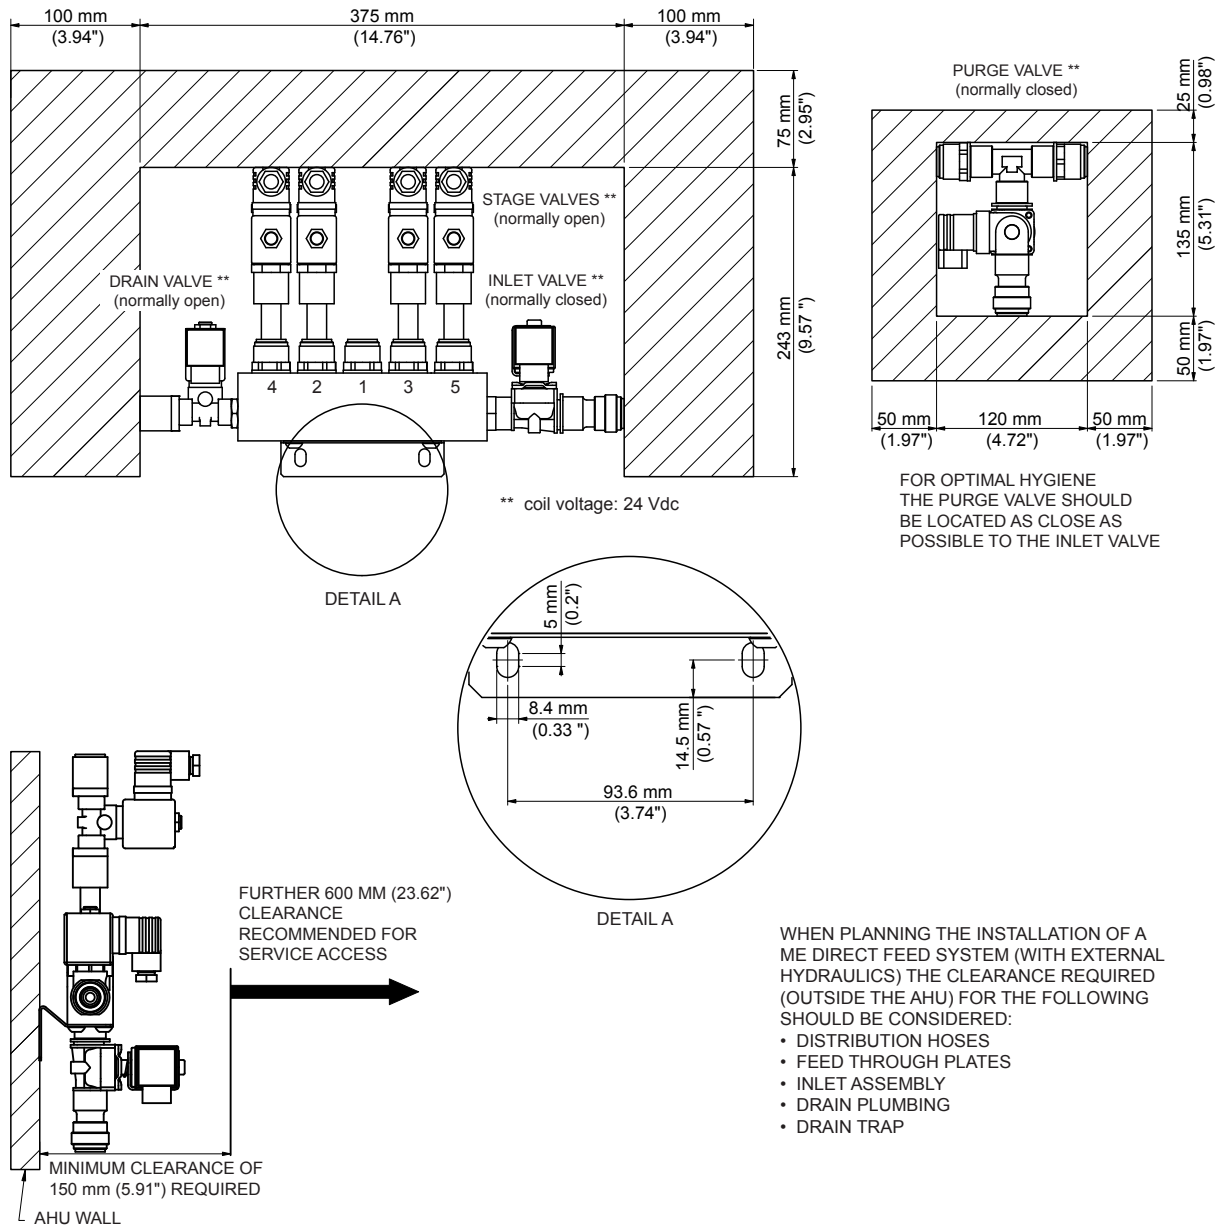 100 mm
(3.94")
375 mm
(14.76")
100 mm
(3.94")
75 mm
(2.95")
243 mm
(9.57 ")
STAGE VALVES **
(normally open)
DRAIN VALVE **
(normally open)
INLET VALVE **
(normally closed)
4 2 1 3 5
** coil voltage: 24 Vdc
DETAIL A
PURGE VALVE **
(normally closed)
25 mm
(0.98")
135 mm
(5.31")
50 mm
(1.97")
50 mm
(1.97")
120 mm
(4.72")
50 mm
(1.97")
FOR OPTIMAL HYGIENE
THE PURGE VALVE SHOULD
BE LOCATED AS CLOSE AS
POSSIBLE TO THE INLET VALVE
5 mm
(0.2")
8.4 mm
(0.33 ")
14.5 mm
(0.57 ")
93.6 mm
(3.74")
DETAIL A
FURTHER 600 MM (23.62")
CLEARANCE
RECOMMENDED FOR
SERVICE ACCESS
MINIMUM CLEARANCE OF
150 mm (5.91") REQUIRED
AHU WALL
WHEN PLANNING THE INSTALLATION OF A
ME DIRECT FEED SYSTEM (WITH EXTERNAL
HYDRAULICS) THE CLEARANCE REQUIRED
(OUTSIDE THE AHU) FOR THE FOLLOWING
SHOULD BE CONSIDERED:
• DISTRIBUTION HOSES
• FEED THROUGH PLATES
• INLET ASSEMBLY
• DRAIN PLUMBING
• DRAIN TRAP